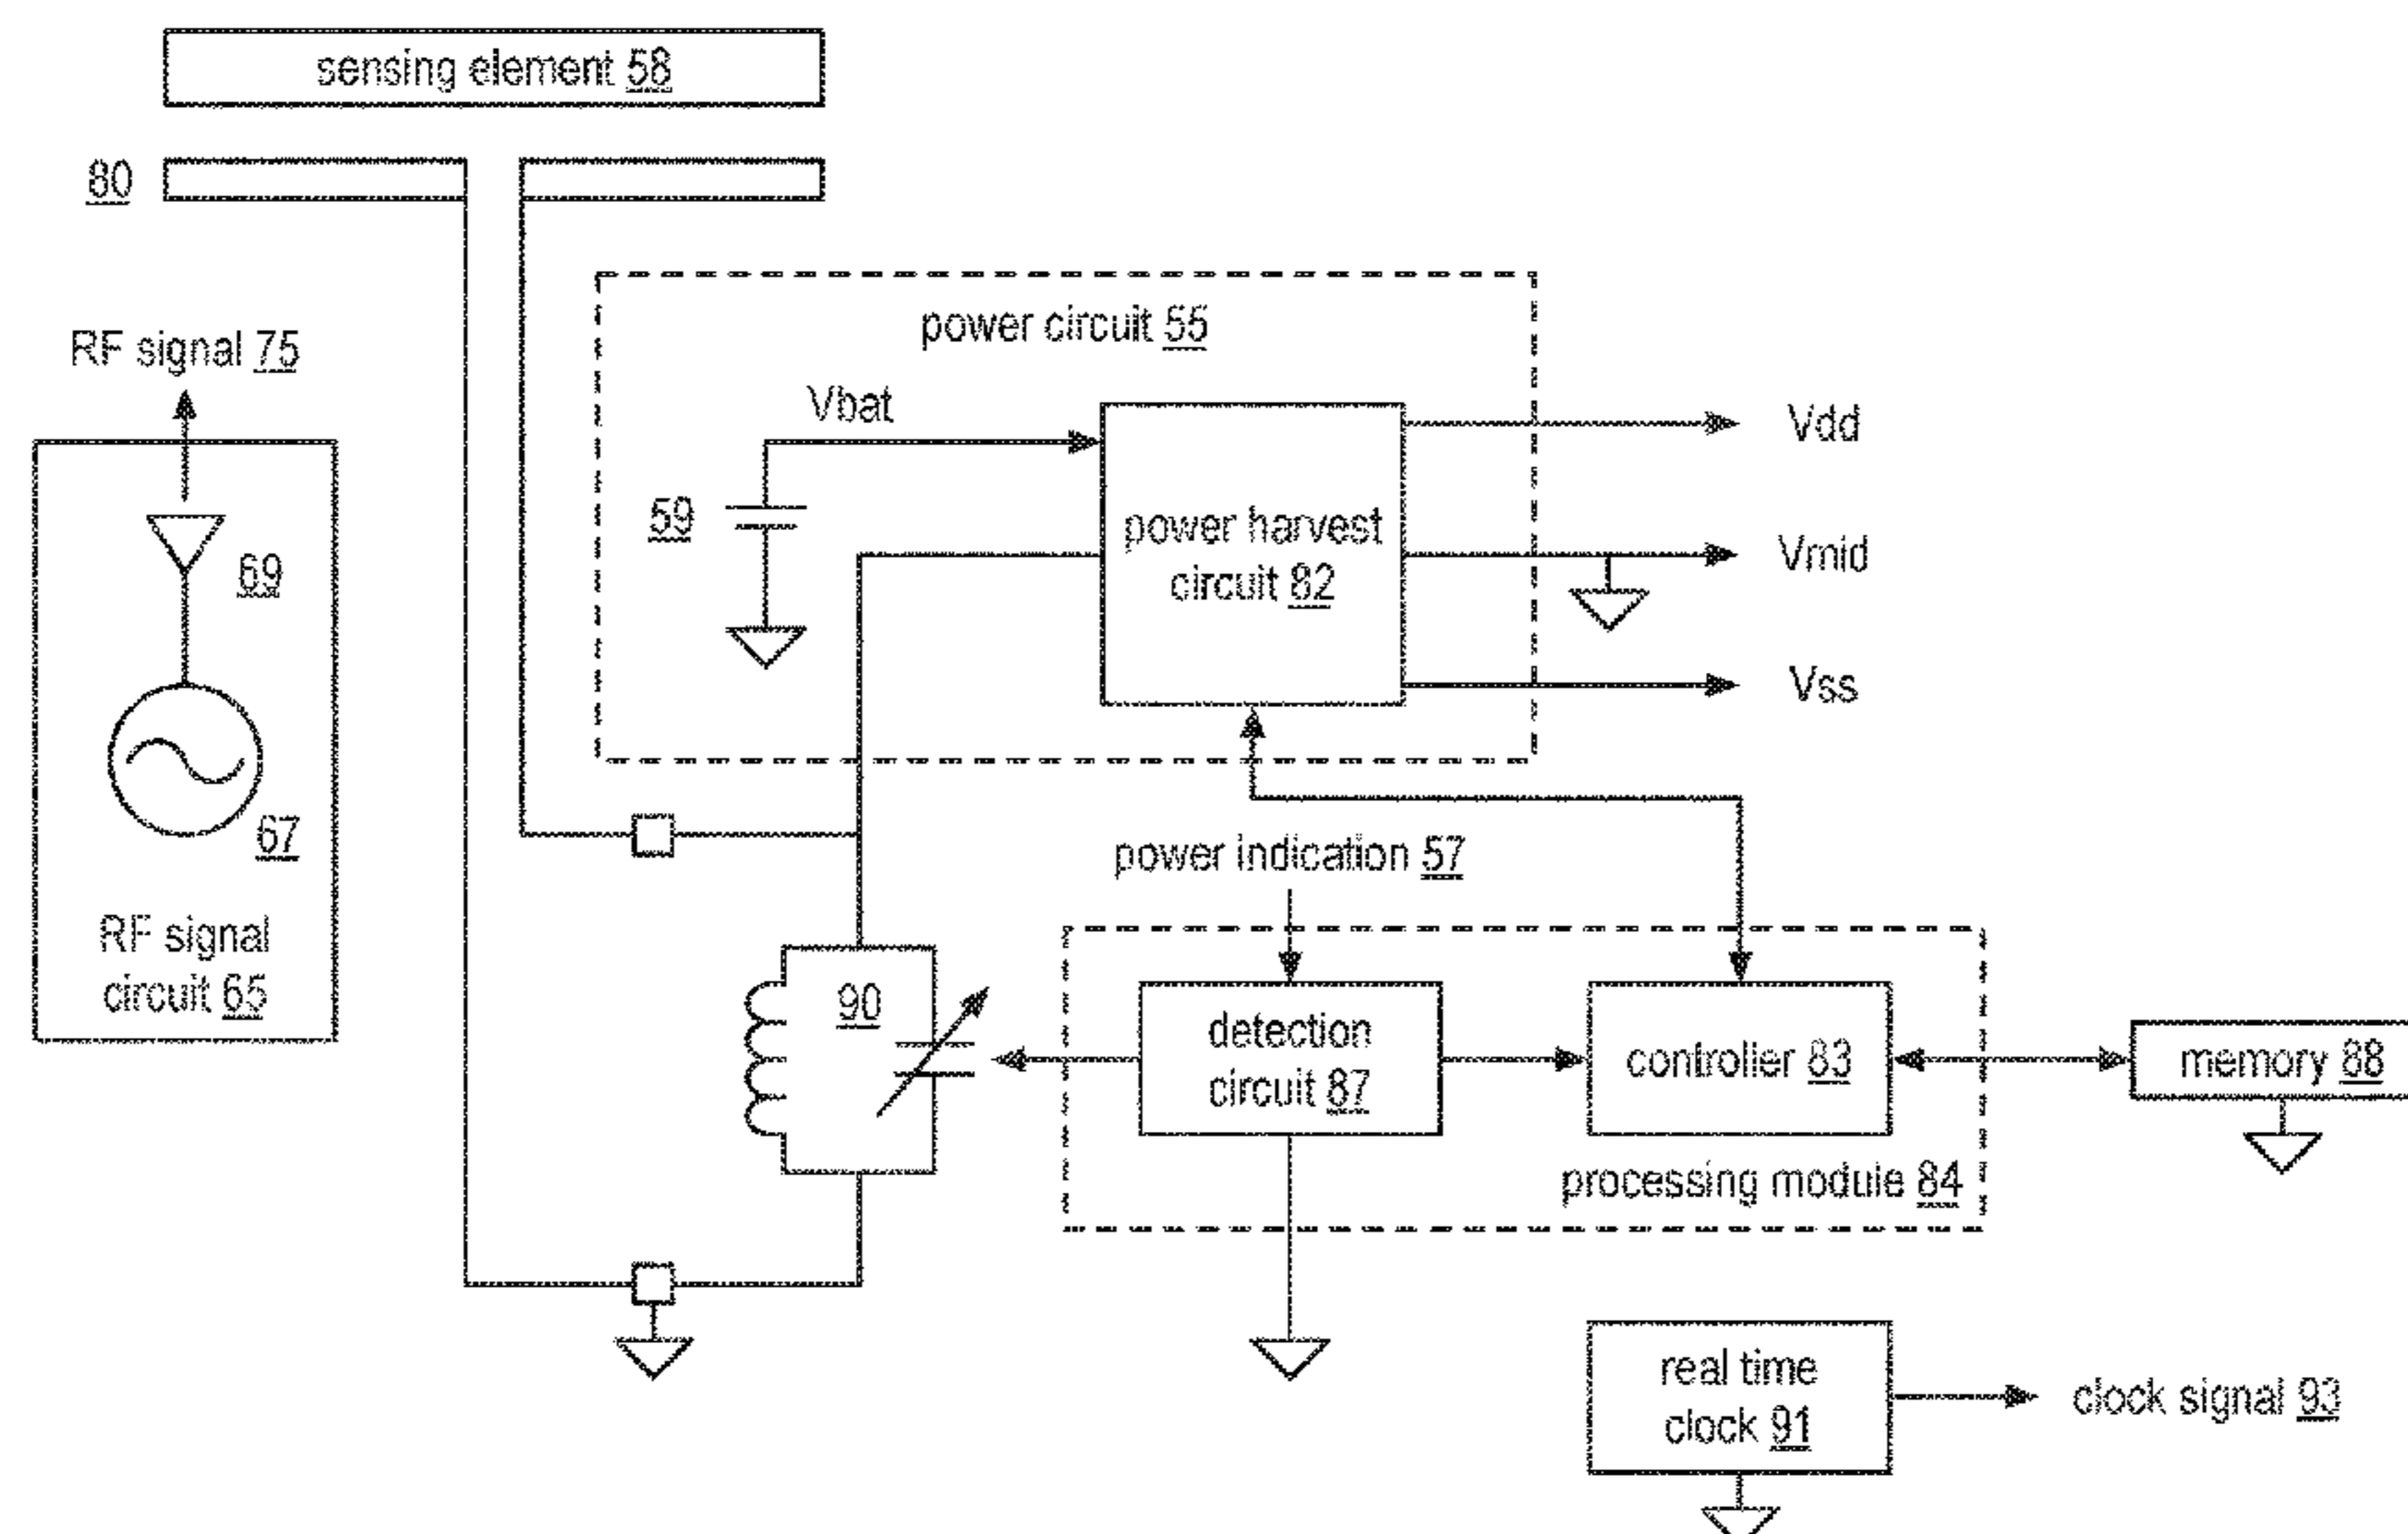 sensing element 58
80
power circuit 55
RF signal 75
Vbat
Vdd
59
power harvest
circuit 82
Vmid
69
Vss
67
power indication 57
RF signal
circuit 65
90
detection
circuit 87
controller 83
memory 88
processing module 84
real time
clock 91
clock signal 93